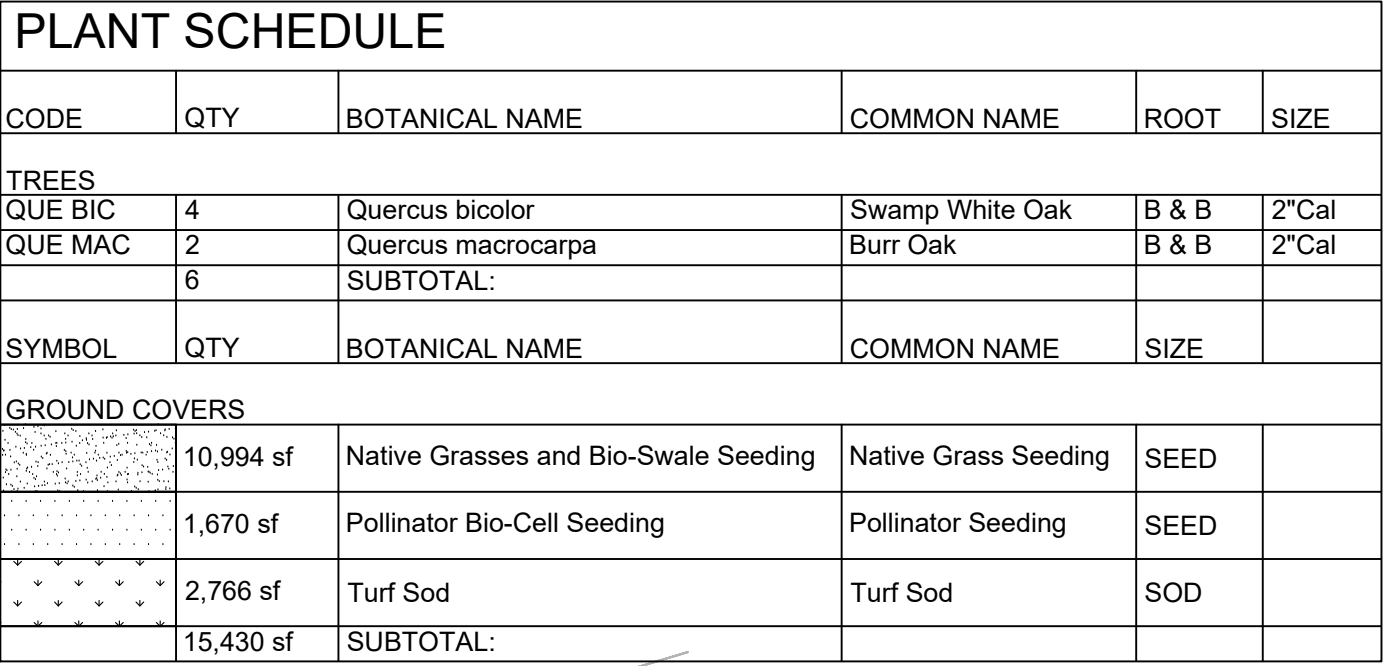 PLANT SCHEDULE
CODE QTY BOTANICAL NAME COMMON NAME ROOT SIZE
TREES
QUE BIC 4 Quercus bicolor Swamp White Oak B & B 2"Cal
QUE MAC 2 Quercus macrocarpa Burr Oak B & B 2"Cal
6 SUBTOTAL:
SYMBOL QTY BOTANICAL NAME COMMON NAME SIZE
GROUND COVERS
10,994 sf Native Grasses and Bio-Swale Seeding Native Grass Seeding SEED
1,670 sf Pollinator Bio-Cell Seeding Pollinator Seeding SEED
2,766 sf Turf Sod Turf Sod SOD
15,430 sf SUBTOTAL: